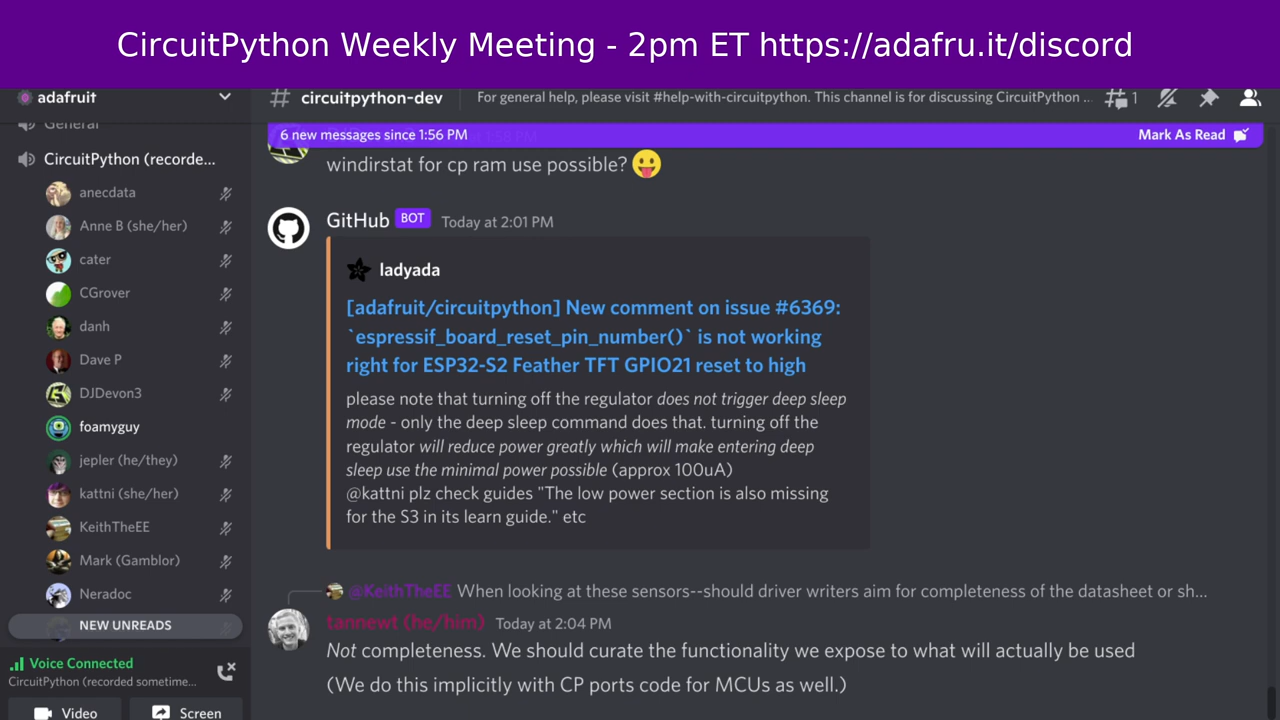 CircuitPython Weekly Meeting - 2pm ET https://adafru.it/discord
adafruit
General
CircuitPython (recorde...
anecdata
Anne B (she/her)
cater
CGrover
danh
Dave P
DJDevon3
foamyguy
jepler (he/they)
kattni (she/her)
KeithTheEE
Mark (Gamblor)
Neradoc
NEW UNREADS
Voice Connected
CircuitPython (recorded sometime...
Video
Screen
# circuitpython-dev
For general help, please visit #help-with-circuitpython. This channel is for discussing CircuitPython ...
1
6 new messages since 1:56 PM
Mark As Read
windirstat for cp ram use possible? 😛
GitHub BOT Today at 2:01 PM
ladyada
[adafruit/circuitpython] New comment on issue #6369:
`espressif_board_reset_pin_number()` is not working
right for ESP32-S2 Feather TFT GPIO21 reset to high
please note that turning off the regulator does not trigger deep sleep
mode - only the deep sleep command does that. turning off the
regulator will reduce power greatly which will make entering deep
sleep use the minimal power possible (approx 100uA)
@kattni plz check guides "The low power section is also missing
for the S3 in its learn guide." etc
@KeithTheEE When looking at these sensors--should driver writers aim for completeness of the datasheet or sh...
tannewt (he/him) Today at 2:04 PM
Not completeness. We should curate the functionality we expose to what will actually be used
(We do this implicitly with CP ports code for MCUs as well.)